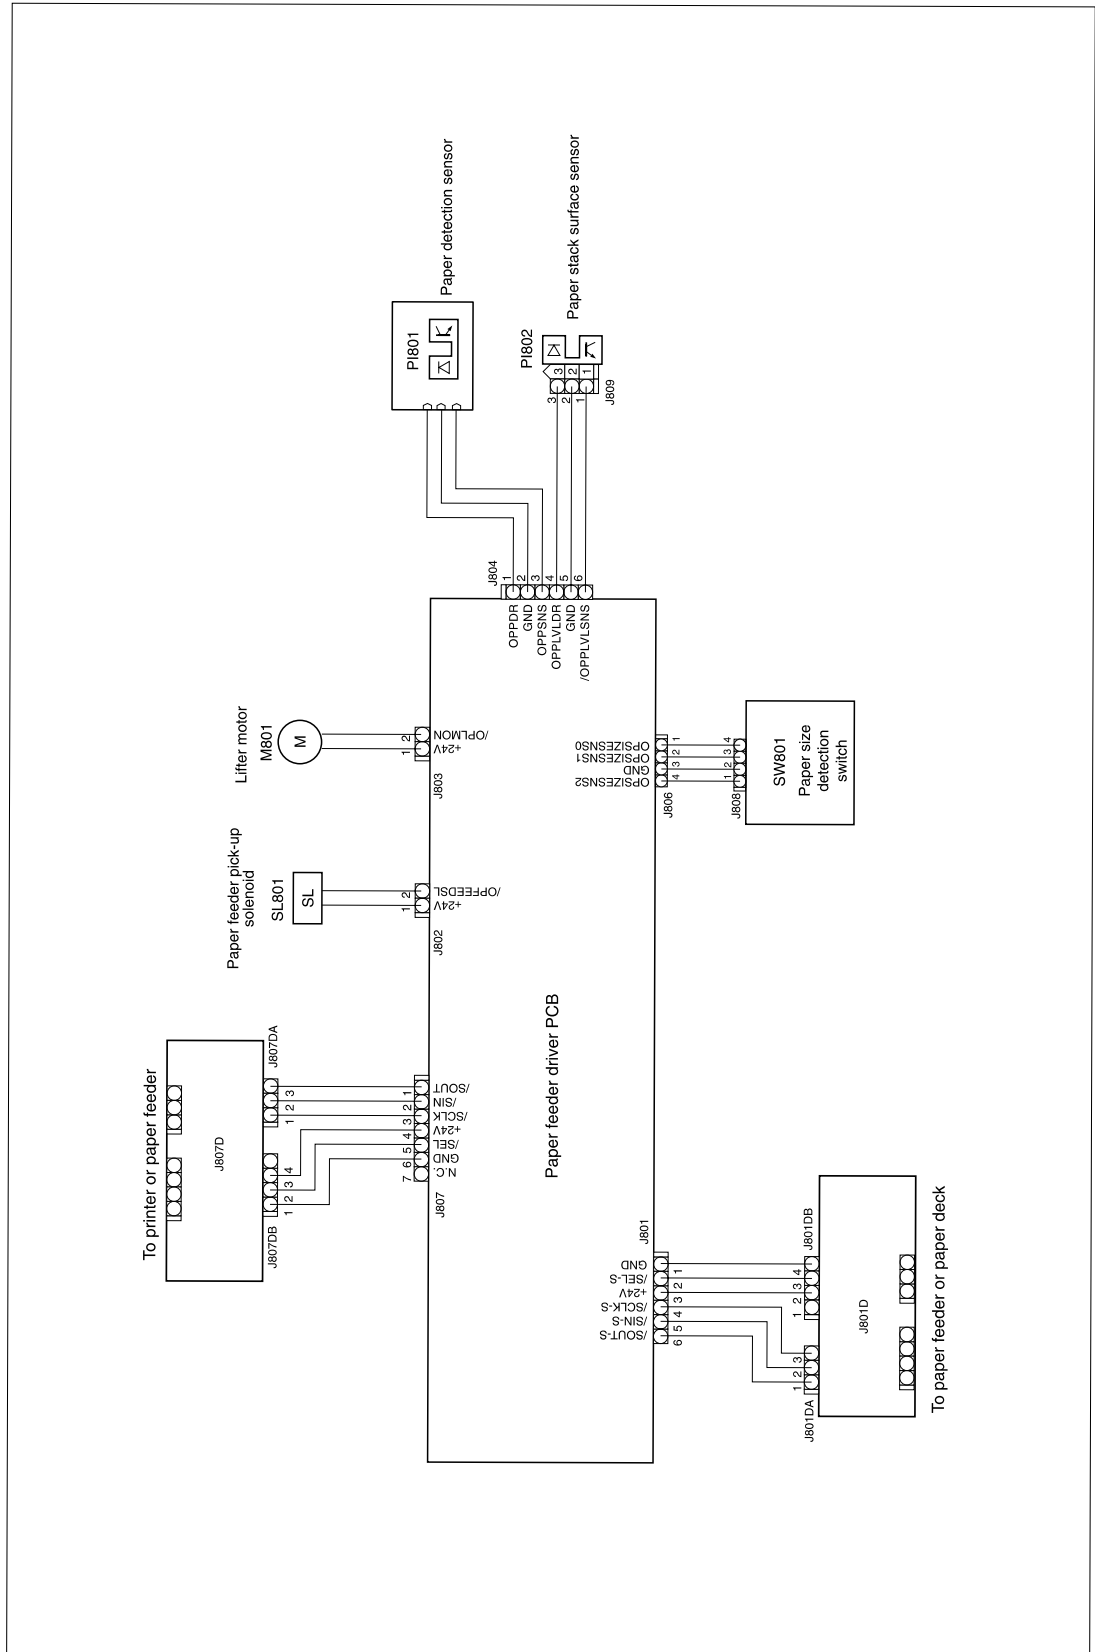 To printer or paper feeder
J807D
J807DB
1 2 3 4
J807DA
1 2 3
Paper feeder pick-up
solenoid
SL801
SL
1 2
Lifter motor
M801
M
1 2
J807
7 6 5 4 3 2 1
N.C.
GND
/SEL
+24V
/SCLK
/SIN
/SOUT
J802
+24V
/OPFEEDSL
J803
+24V
/OPLMON
Paper feeder driver PCB
J804
1
2
3
4
5
6
OPPDR
GND
OPPSNS
OPPLVLDR
GND
/OPPLVLSNS
PI801
Paper detection sensor
PI802
3
2
1
3
2
1
J809
Paper stack surface sensor
J801
/SOUT-S
/SIN-S
/SCLK-S
+24V
/SEL-S
GND
6 5 4 3 2 1
J801DA
1 2 3
J801DB
1 2 3 4
J801D
To paper feeder or paper deck
OPSIZESNS2
GND
OPSIZESNS1
OPSIZESNS0
J806
4 3 2 1
J808
1 2 3 4
SW801
Paper size
detection
switch